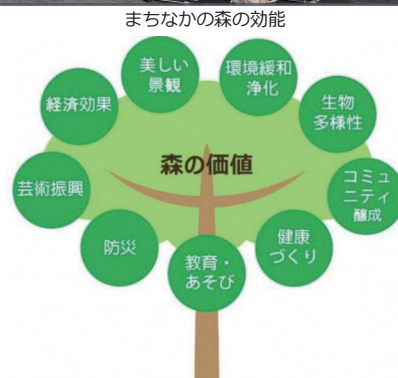 まちなかの森の効能
美しい
景観
環境緩和
浄化
経済効果
生物
多様性
森の価値
芸術振興
コミュ
ニティ
醸成
防災
健康
づくり
教育・
あそび